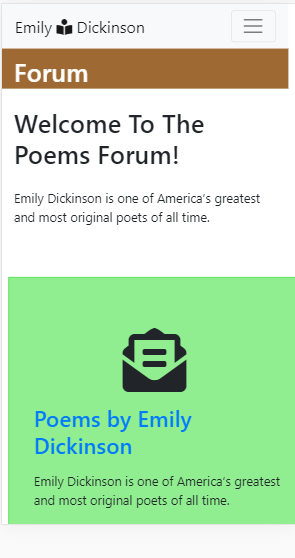 Emily Dickinson
Forum
Welcome To The
Poems Forum!
Emily Dickinson is one of America's greatest
and most original poets of all time.
Poems by Emily
Dickinson
Emily Dickinson is one of America's greatest
and most original poets of all time.